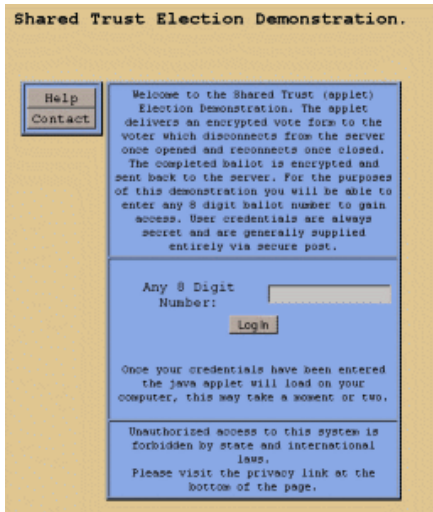 Shared Trust Election Demonstration.
Help
Contact
Welcome to the Shared Trust (applet)
Election Demonstration. The applet
delivers an encrypted vote form to the
voter which disconnects from the server
once opened and reconnects once closed.
The completed ballot is encrypted and
sent back to the server. For the purposes
of this demonstration you will be able to
enter any 8 digit ballot number to gain
access. User credentials are always
secret and are generally supplied
entirely via secure post.
Any 8 Digit
Number:
Log In
Once your credentials have been entered
the java applet will load on your
computer, this may take a moment or two.
Unauthorized access to this system is
forbidden by state and international
laws.
Please visit the privacy link at the
bottom of the page.